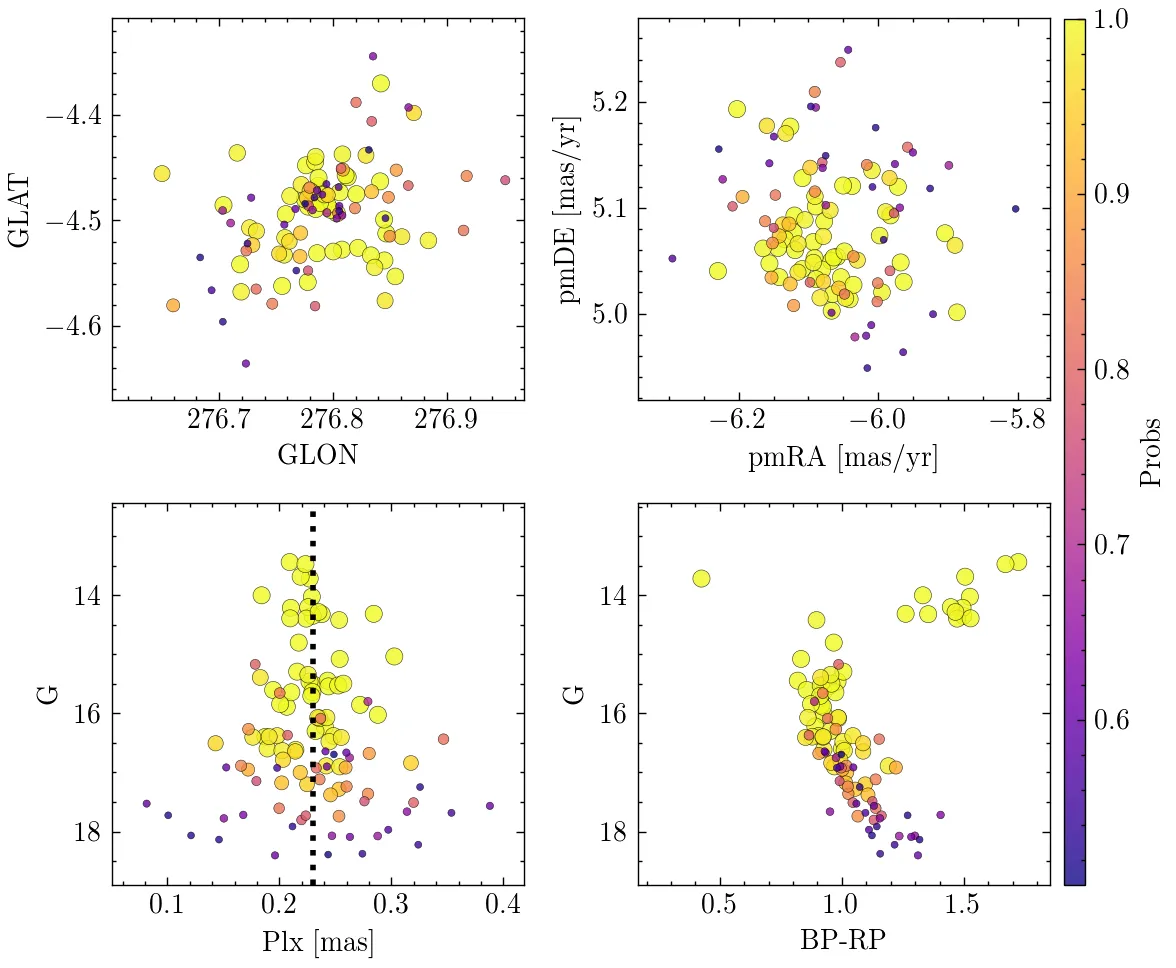 −4.4
−4.5
−4.6
GLAT
276.7 276.8 276.9
GLON
5.2
5.1
5.0
pmDE [mas/yr]
−6.2 −6.0 −5.8
pmRA [mas/yr]
14
16
18
G
0.1 0.2 0.3 0.4
Plx [mas]
14
16
18
G
0.5 1.0 1.5
BP-RP
1.0
0.9
0.8
0.7
0.6
Probs